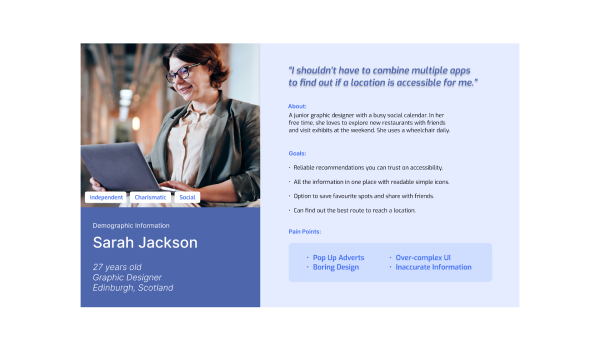 Independent
Charismatic
Social
Demographic Information
Sarah Jackson
27 years old
Graphic Designer
Edinburgh, Scotland
“I shouldn’t have to combine multiple apps
to find out if a location is accessible for me.”
About:
A junior graphic designer with a busy social calendar. In her
free time, she loves to explore new restaurants with friends
and visit exhibits at the weekend. She uses a wheelchair daily.
Goals:
· Reliable recommendations you can trust on accessibility.
· All the information in one place with readable simple icons.
· Option to save favourite spots and share with friends.
· Can find out the best route to reach a location.
Pain Points:
· Pop Up Adverts
· Boring Design
· Over-complex UI
· Inaccurate Information